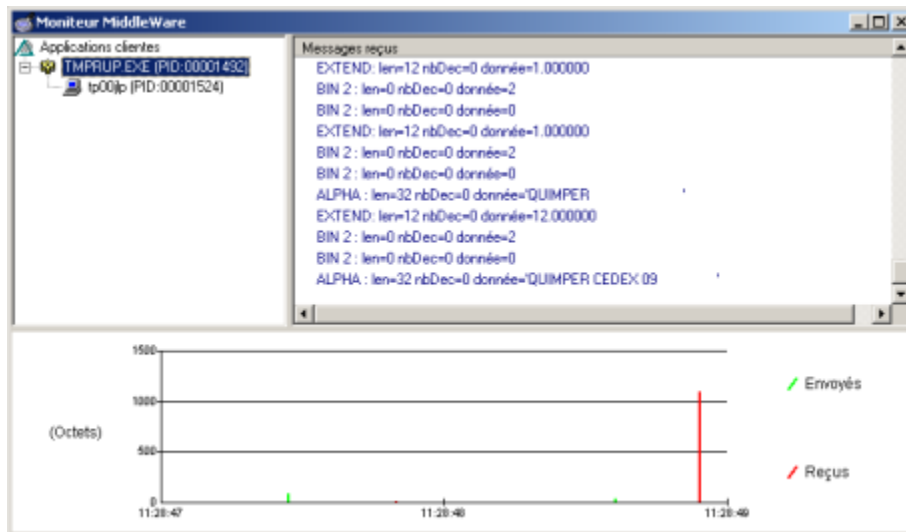 Moniteur MiddleWare
Applications clientes
TMPRUP.EXE (PID:00001492)
tp00jlp (PID:00001524)
Messages reçus
EXTEND: len=12 nbDec=0 donnée=1.000000
BIN 2 : len=0 nbDec=0 donnée=2
BIN 2 : len=0 nbDec=0 donnée=0
EXTEND: len=12 nbDec=0 donnée=1.000000
BIN 2 : len=0 nbDec=0 donnée=2
BIN 2 : len=0 nbDec=0 donnée=0
ALPHA : len=32 nbDec=0 donnée='QUIMPER '
EXTEND: len=12 nbDec=0 donnée=12.000000
BIN 2 : len=0 nbDec=0 donnée=2
BIN 2 : len=0 nbDec=0 donnée=0
ALPHA : len=32 nbDec=0 donnée='QUIMPER CEDEX 09 '
1500
1000
500
0
(Octets)
11:28:47
11:28:48
11:28:49
Envoyés
Reçus